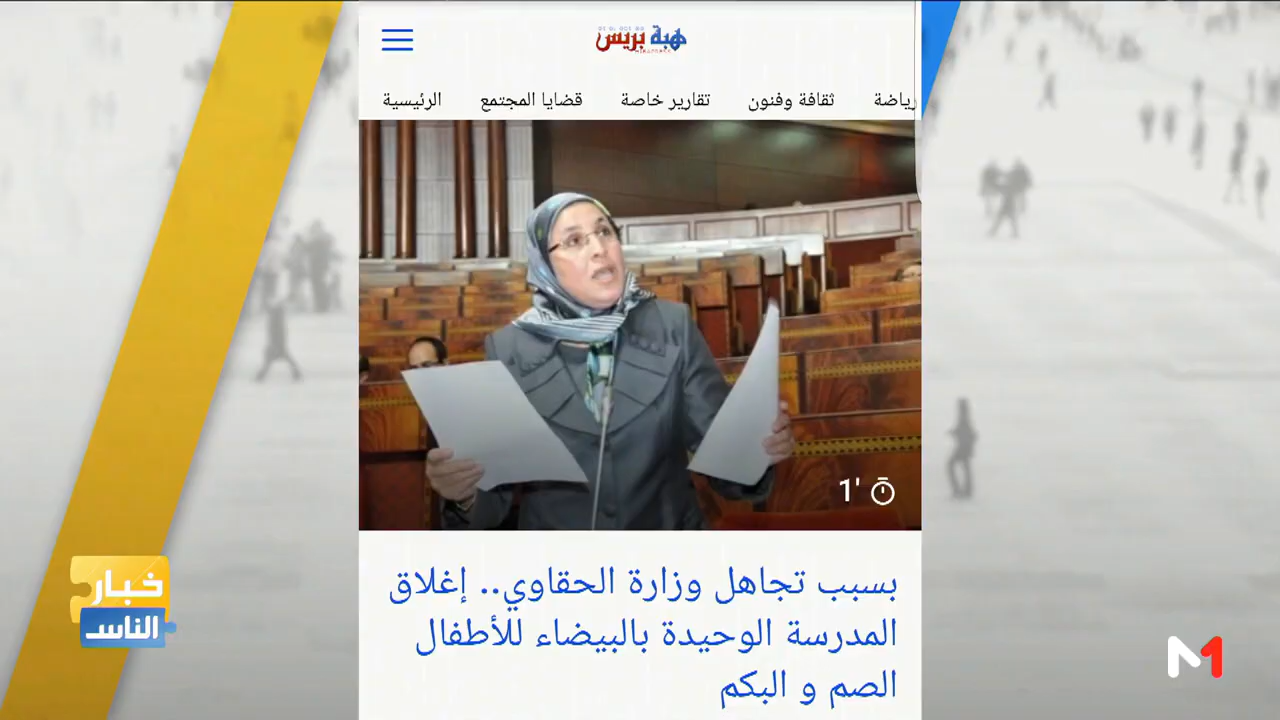 هبة بريس
الرئيسية
قضايا المجتمع
تقارير خاصة
ثقافة وفنون
رياضة
1'
بسبب تجاهل وزارة الحقاوي.. إغلاق
المدرسة الوحيدة بالبيضاء للأطفال
الصم و البكم
خبار
الناس
M1